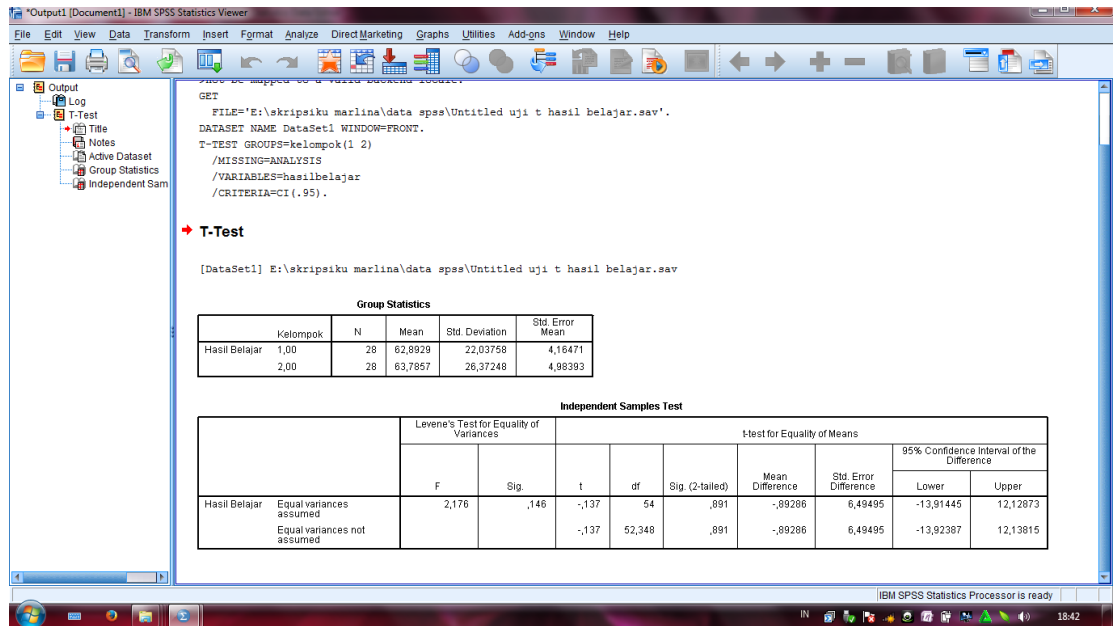 *Output1 [Document1] - IBM SPSS Statistics Viewer
File Edit View Data Transform Insert Format Analyze Direct Marketing Graphs Utilities Add-ons Window Help
Output
Log
T-Test
Title
Notes
Active Dataset
Group Statistics
Independent Sam
>not be mapped to a valid backend locale.
GET
FILE='E:\skripsiku marlina\data spss\Untitled uji t hasil belajar.sav'.
DATASET NAME DataSet1 WINDOW=FRONT.
T-TEST GROUPS=kelompok(1 2)
/MISSING=ANALYSIS
/VARIABLES=hasilbelajar
/CRITERIA=CI(.95).
T-Test
[DataSet1] E:\skripsiku marlina\data spss\Untitled uji t hasil belajar.sav
Group Statistics
Kelompok N Mean Std. Deviation Std. Error Mean
Hasil Belajar 1,00 28 62,8929 22,03758 4,16471
2,00 28 63,7857 26,37248 4,98393
Independent Samples Test
Levene's Test for Equality of Variances t-test for Equality of Means
95% Confidence Interval of the Difference
F Sig. t df Sig. (2-tailed) Mean Difference Std. Error Difference Lower Upper
Hasil Belajar Equal variances assumed 2,176 ,146 -,137 54 ,891 -,89286 6,49495 -13,91445 12,12873
Equal variances not assumed -,137 52,348 ,891 -,89286 6,49495 -13,92387 12,13815
IBM SPSS Statistics Processor is ready
IN 18:42